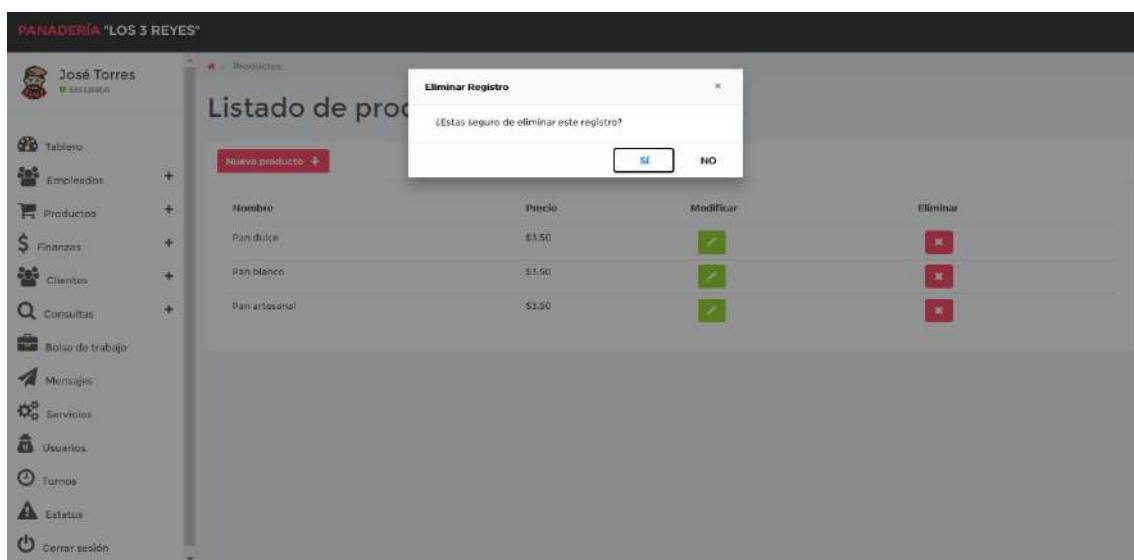 PANADERÍA "LOS 3 REYES"
José Torres
EN LINEA
Tablero
Empleados +
Productos +
Finanzas +
Clientes +
Consultas +
Bolsa de trabajo
Mensajes
Servicios
Usuarios
Turnos
Estatus
Cerrar sesión
/ Productos
Listado de proc
Nuevo producto +
Nombre Precio Modificar Eliminar
Pan dulce $3.50
Pan blanco $3.50
Pan artesanal $3.50
Eliminar Registro ×
¿Estas seguro de eliminar este registro?
SÍ NO